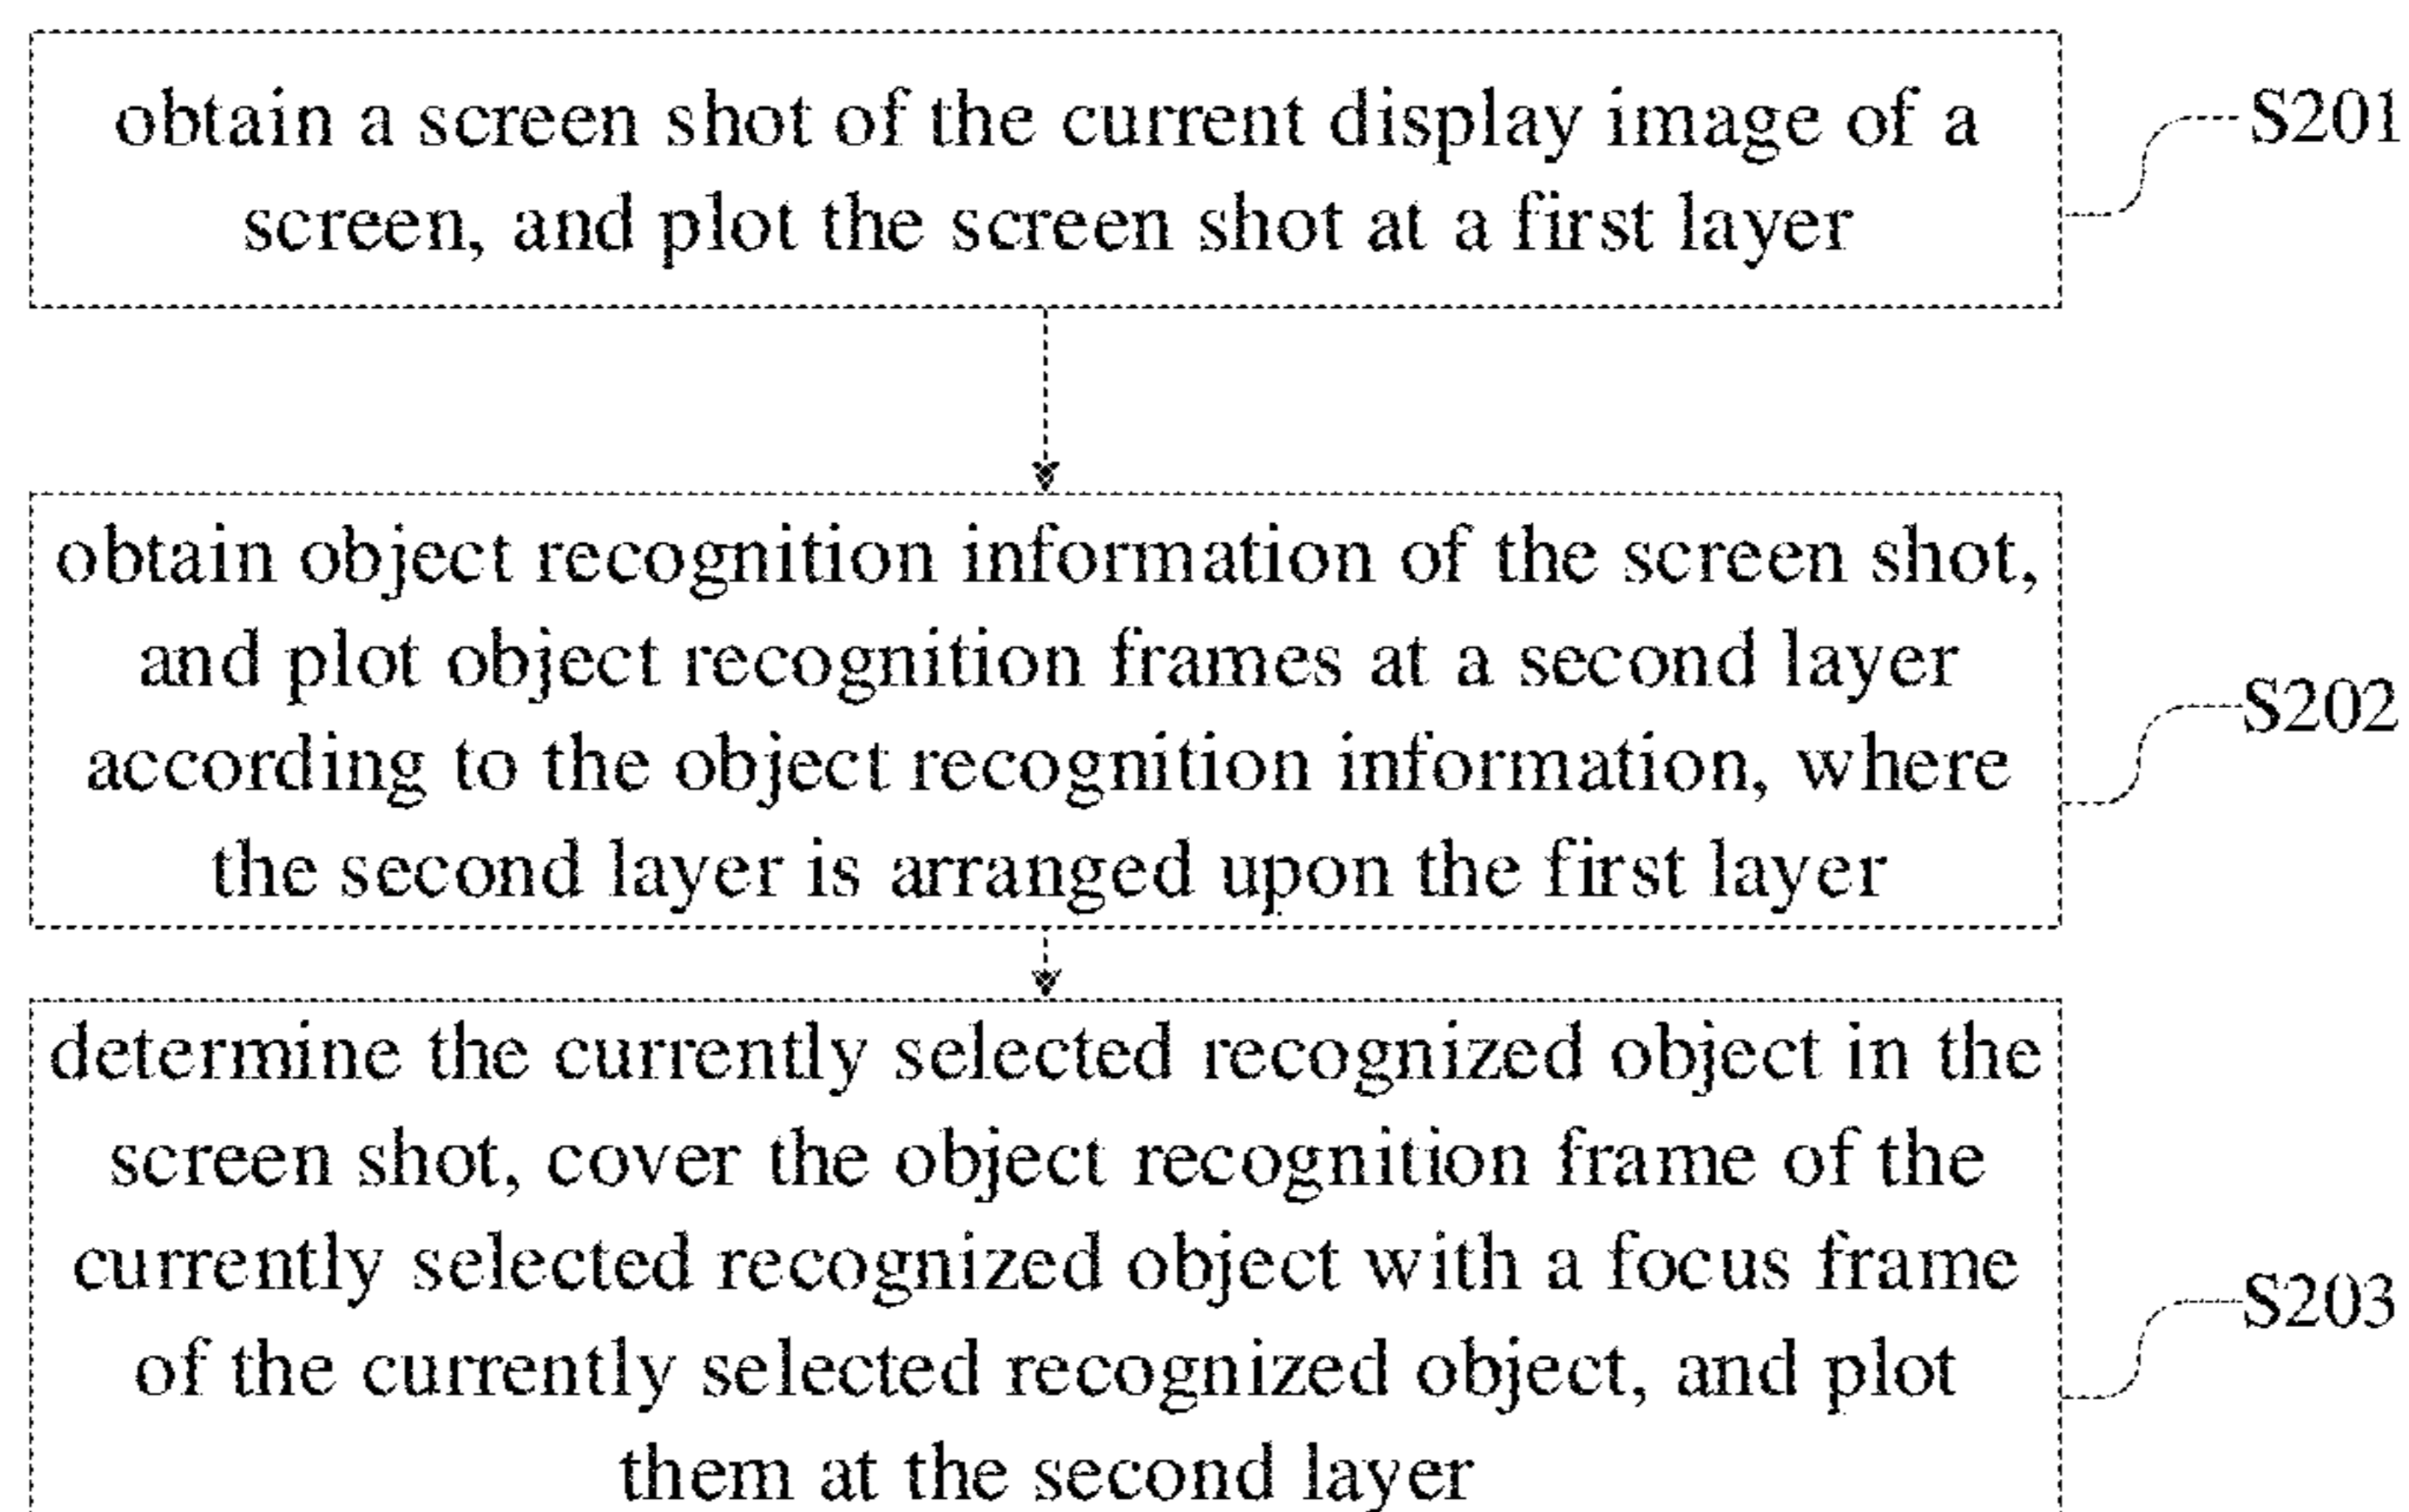 obtain a screen shot of the current display image of a
screen, and plot the screen shot at a first layer
S201
obtain object recognition information of the screen shot,
and plot object recognition frames at a second layer
according to the object recognition information, where
the second layer is arranged upon the first layer
S202
determine the currently selected recognized object in the
screen shot, cover the object recognition frame of the
currently selected recognized object with a focus frame
of the currently selected recognized object, and plot
them at the second layer
S203